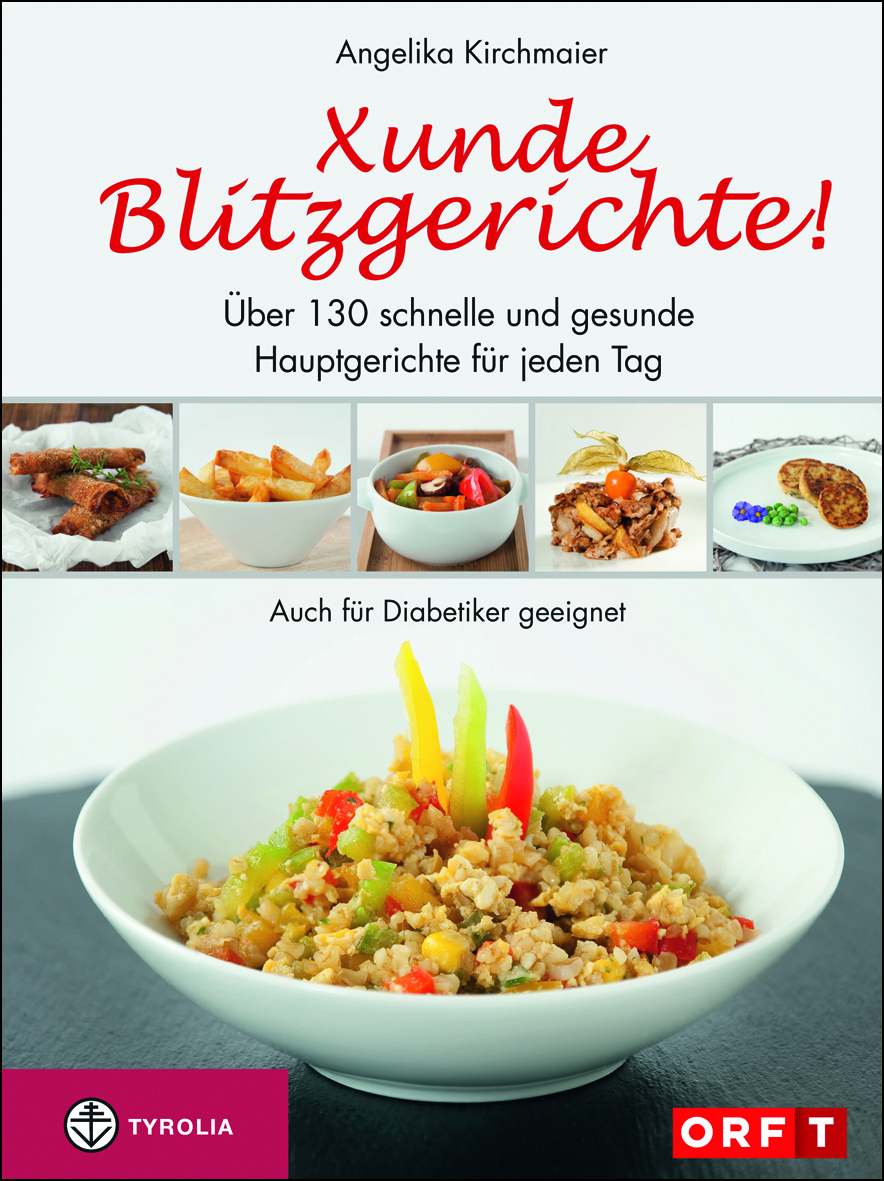 Angelika Kirchmaier
Xunde
Blitzgerichte!
Über 130 schnelle und gesunde
Hauptgerichte für jeden Tag
Auch für Diabetiker geeignet
TYROLIA
ORF T